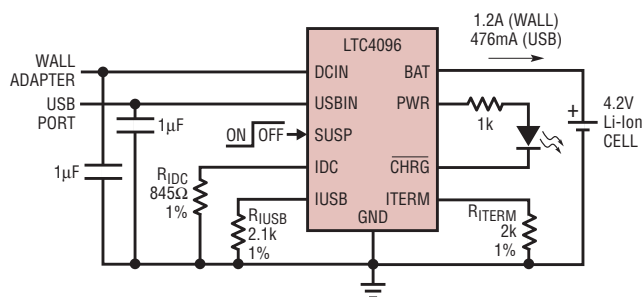 1.2A (WALL)
476mA (USB)
LTC4096
WALL
ADAPTER
DCIN
BAT
USB
PORT
USBIN
PWR
+
4.2V
Li-Ion
CELL
1µF
ON
OFF
SUSP
1k
1µF
RIDC
845Ω
1%
IDC
CHRG
IUSB
ITERM
RIUSB
2.1k
1%
GND
RITERM
2k
1%